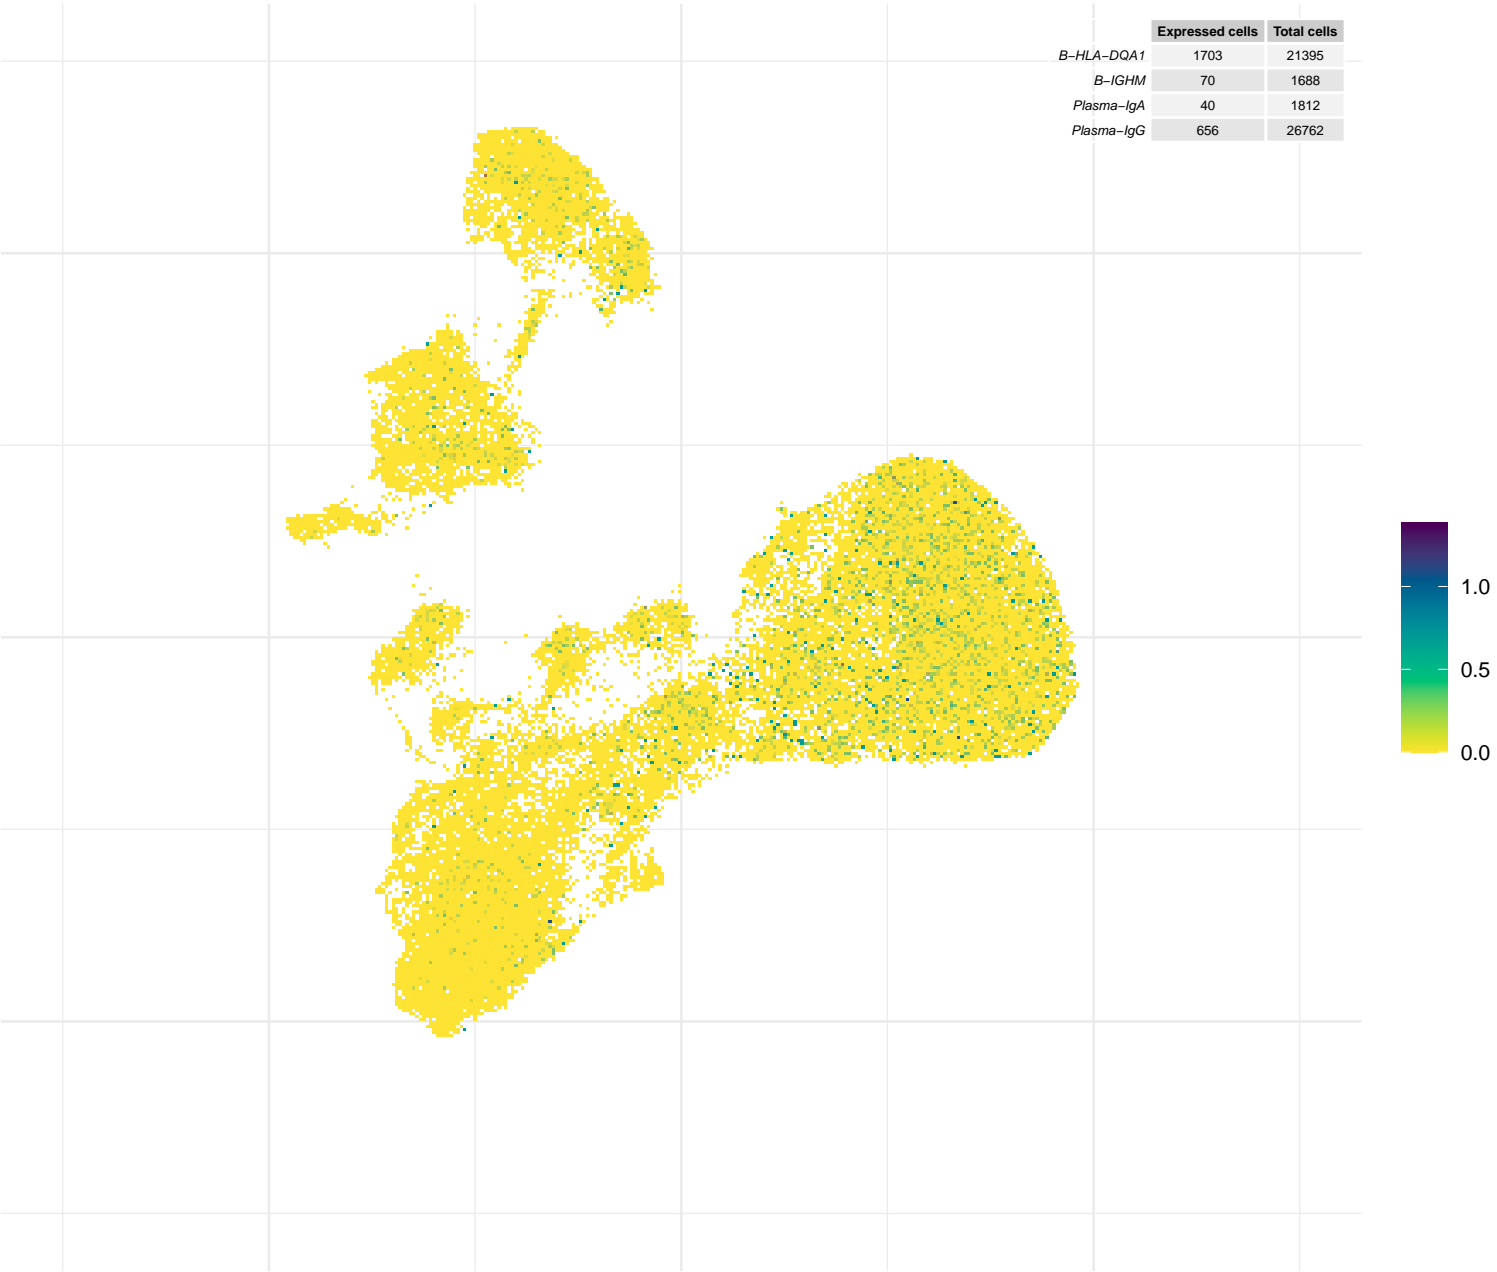 Expressed cells Total cells
B−HLA−DQA1 1703 21395
B−IGHM 70 1688
Plasma−IgA 40 1812
Plasma−IgG 656 26762
1.0
0.5
0.0